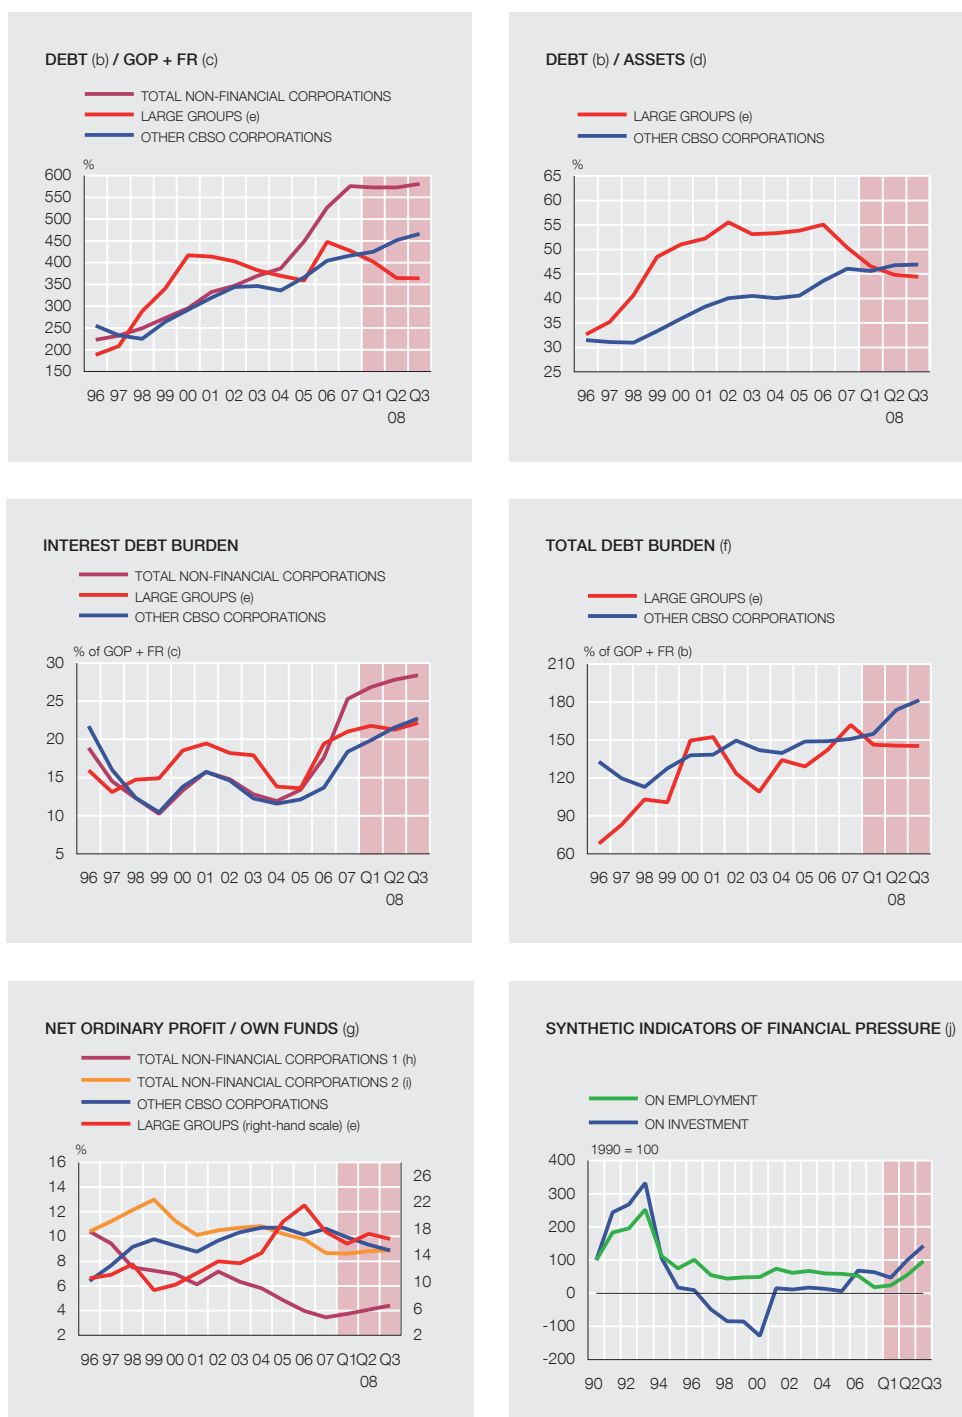 DEBT (b) / GOP + FR (c)
TOTAL NON-FINANCIAL CORPORATIONS
LARGE GROUPS (e)
OTHER CBSO CORPORATIONS
%
600
550
500
450
400
350
300
250
200
150
96 97 98 99 00 01 02 03 04 05 06 07 Q1 Q2 Q3
08
DEBT (b) / ASSETS (d)
LARGE GROUPS (e)
OTHER CBSO CORPORATIONS
%
65
60
55
50
45
40
35
30
25
96 97 98 99 00 01 02 03 04 05 06 07 Q1 Q2 Q3
08
INTEREST DEBT BURDEN
TOTAL NON-FINANCIAL CORPORATIONS
LARGE GROUPS (e)
OTHER CBSO CORPORATIONS
% of GOP + FR (c)
30
25
20
15
10
5
96 97 98 99 00 01 02 03 04 05 06 07 Q1 Q2 Q3
08
TOTAL DEBT BURDEN (f)
LARGE GROUPS (e)
OTHER CBSO CORPORATIONS
% of GOP + FR (b)
210
180
150
120
90
60
96 97 98 99 00 01 02 03 04 05 06 07 Q1 Q2 Q3
08
NET ORDINARY PROFIT / OWN FUNDS (g)
TOTAL NON-FINANCIAL CORPORATIONS 1 (h)
TOTAL NON-FINANCIAL CORPORATIONS 2 (i)
OTHER CBSO CORPORATIONS
LARGE GROUPS (right-hand scale) (e)
%
16
14
12
10
8
6
4
2
26
22
18
14
10
6
2
96 97 98 99 00 01 02 03 04 05 06 07 Q1 Q2 Q3
08
SYNTHETIC INDICATORS OF FINANCIAL PRESSURE (j)
ON EMPLOYMENT
ON INVESTMENT
1990 = 100
400
300
200
100
0
-100
-200
90 92 94 96 98 00 02 04 06 Q1 Q2 Q3